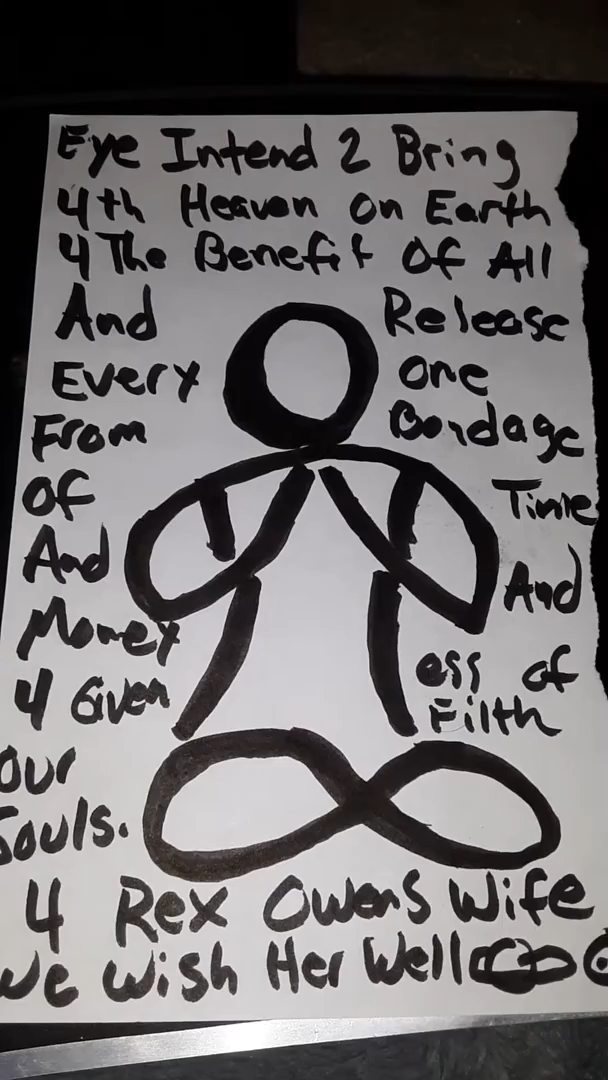 Eye Intend 2 Bring
4th Heaven On Earth
4 The Benefit Of All
And Release
Every One
From Bondage
Of Time
And And
Money ess of
4 Given Filth
Our
Souls.
4 Rex Owens Wife
We Wish Her Well